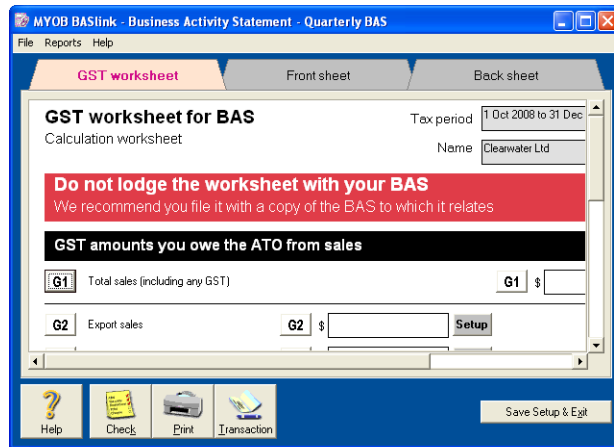 MYOB BASlink - Business Activity Statement - Quarterly BAS
File Reports Help
GST worksheet Front sheet Back sheet
GST worksheet for BAS
Calculation worksheet
Tax period 1 Oct 2008 to 31 Dec
Name Clearwater Ltd
Do not lodge the worksheet with your BAS
We recommend you file it with a copy of the BAS to which it relates
GST amounts you owe the ATO from sales
G1 Total sales (including any GST) G1 $
G2 Export sales G2 $ Setup
Help Check Print Transaction Save Setup & Exit